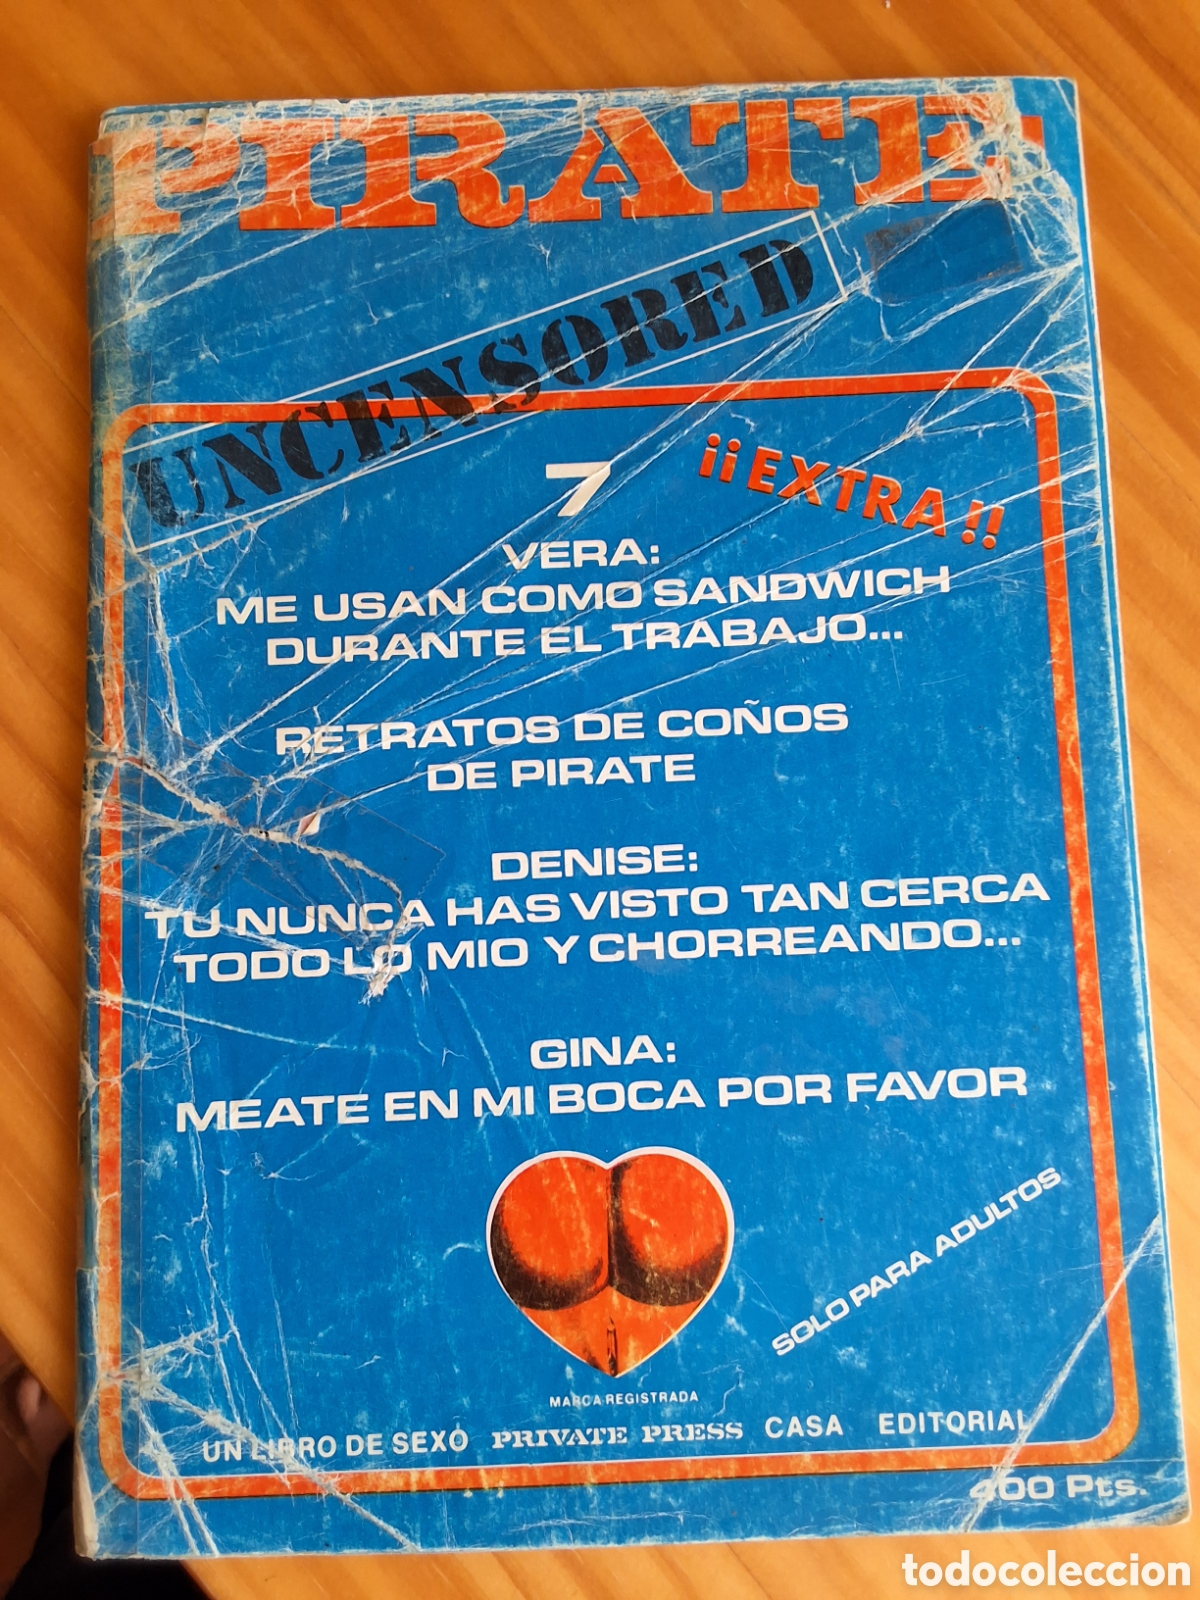 PIRATE
UNCENSORED
7
¡¡EXTRA!!
VERA:
ME USAN COMO SANDWICH
DURANTE EL TRABAJO...
RETRATOS DE COÑOS
DE PIRATE
DENISE:
TU NUNCA HAS VISTO TAN CERCA
TODO LO MIO Y CHORREANDO...
GINA:
MEATE EN MI BOCA POR FAVOR
SOLO PARA ADULTOS
MARCA REGISTRADA
UN LIBRO DE SEXO PRIVATE PRESS CASA EDITORIAL
400 Pts.
todocoleccion